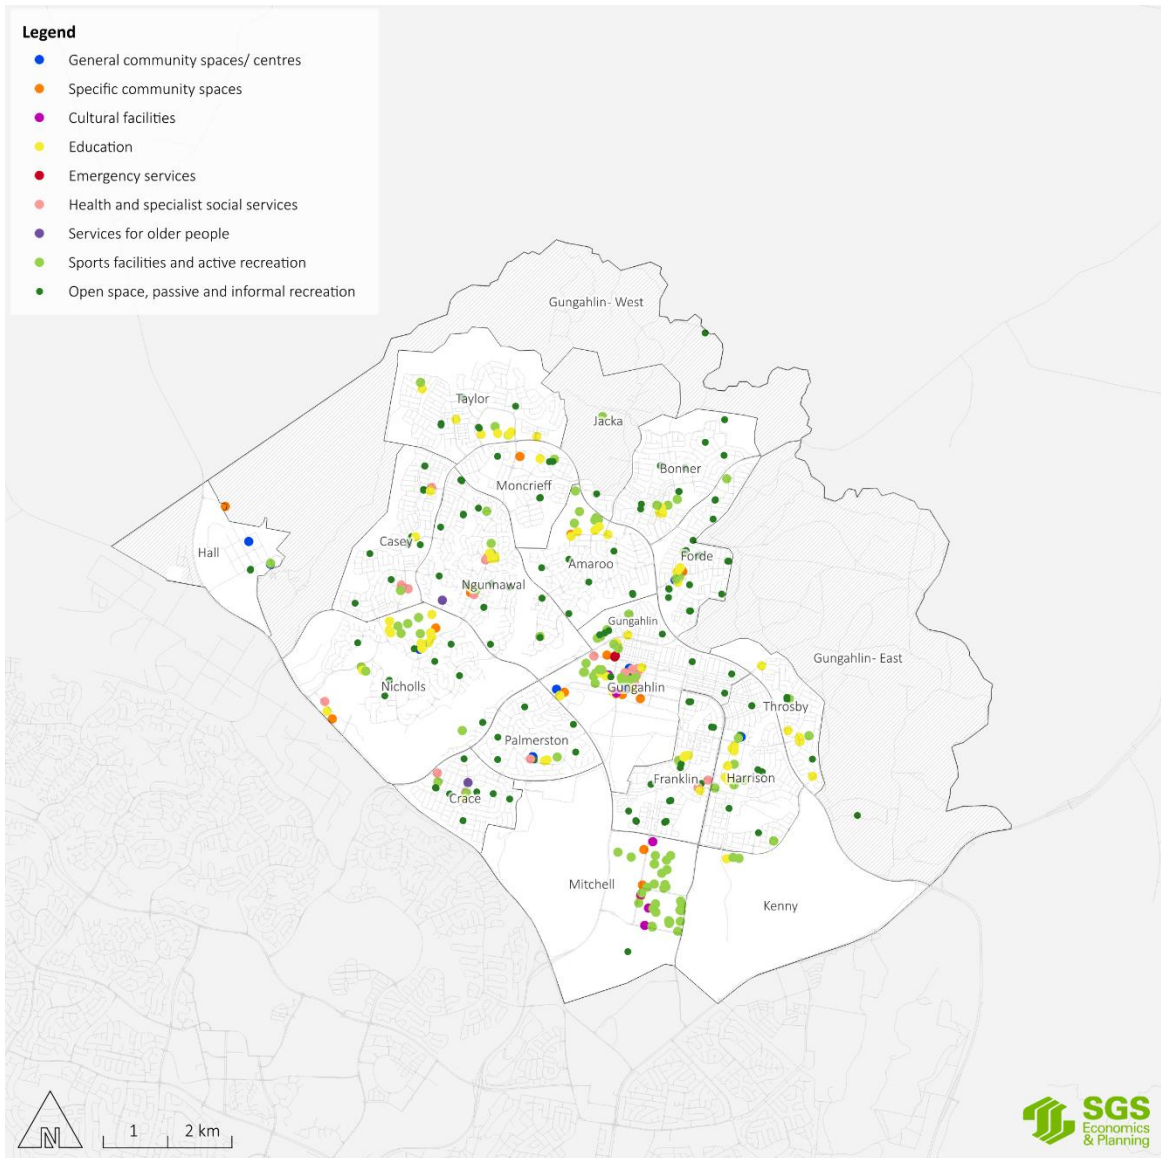 Legend
General community spaces/ centres
Specific community spaces
Cultural facilities
Education
Emergency services
Health and specialist social services
Services for older people
Sports facilities and active recreation
Open space, passive and informal recreation
Gungahlin- West
Taylor
Jacka
Bonner
Moncrieff
Hall
Casey
Ngunnawal
Amaroo
Forde
Gungahlin
Gungahlin- East
Nicholls
Gungahlin
Throsby
Palmerston
Franklin
Harrison
Crace
Mitchell
Kenny
N
1 2 km
SGS
Economics
& Planning